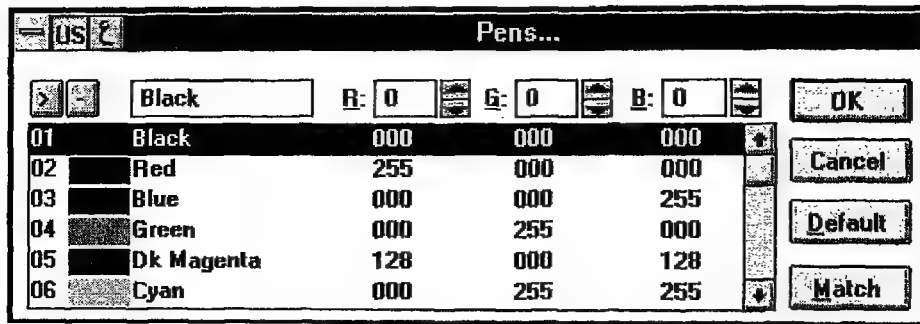 US Pens...
> - Black R: 0 G: 0 B: 0 OK
01 Black 000 000 000
02 Red 255 000 000 Cancel
03 Blue 000 000 255
04 Green 000 255 000 Default
05 Dk Magenta 128 000 128
06 Cyan 000 255 255 Match